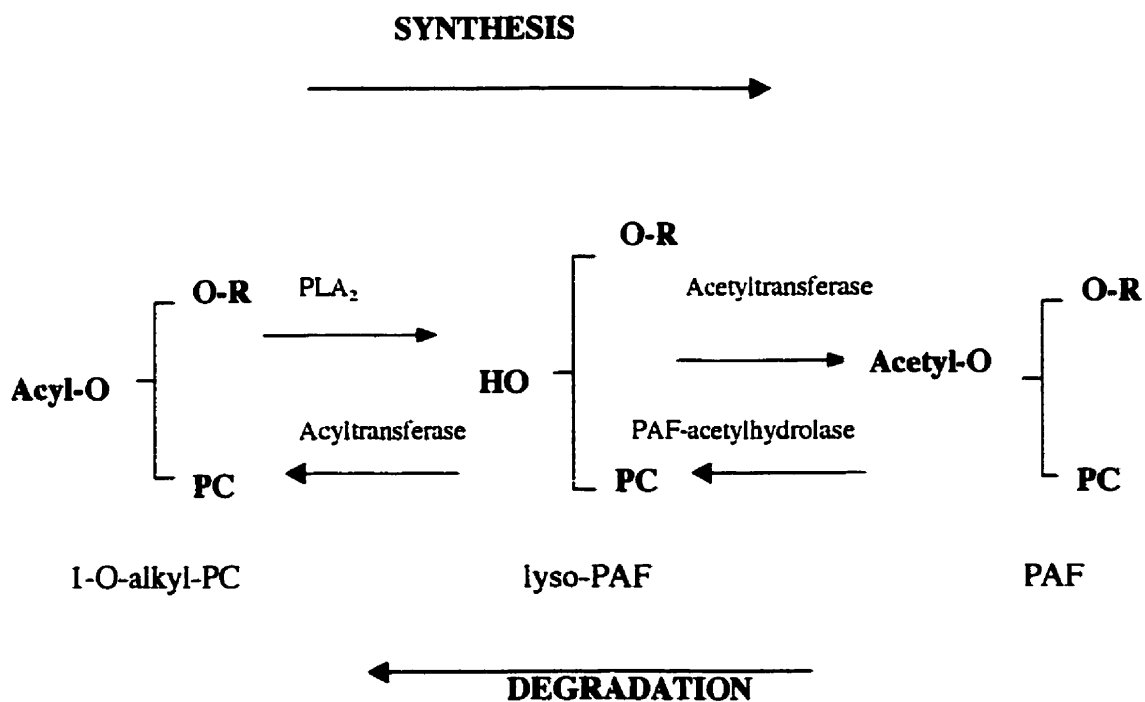 SYNTHESIS
O-R
O-R
PLA₂
Acetyltransferase
O-R
Acyl-O
HO
Acetyl-O
Acyltransferase
PAF-acetylhydrolase
PC
PC
PC
1-O-alkyl-PC
lyso-PAF
PAF
DEGRADATION